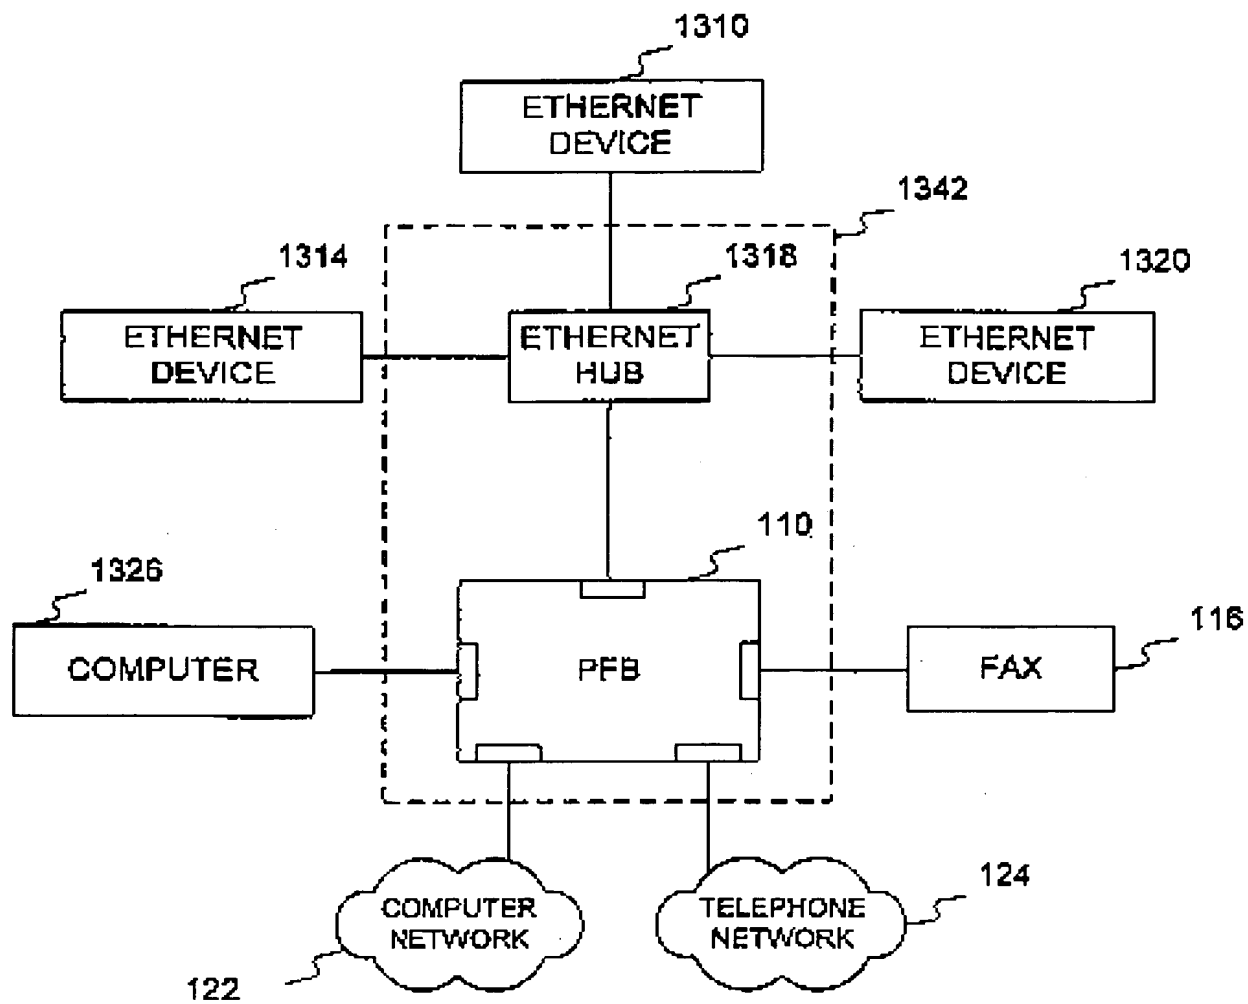 1310
ETHERNET
DEVICE
1342
1314
1318
1320
ETHERNET
DEVICE
ETHERNET
HUB
ETHERNET
DEVICE
110
1326
116
COMPUTER
PFB
FAX
124
COMPUTER
NETWORK
TELEPHONE
NETWORK
122